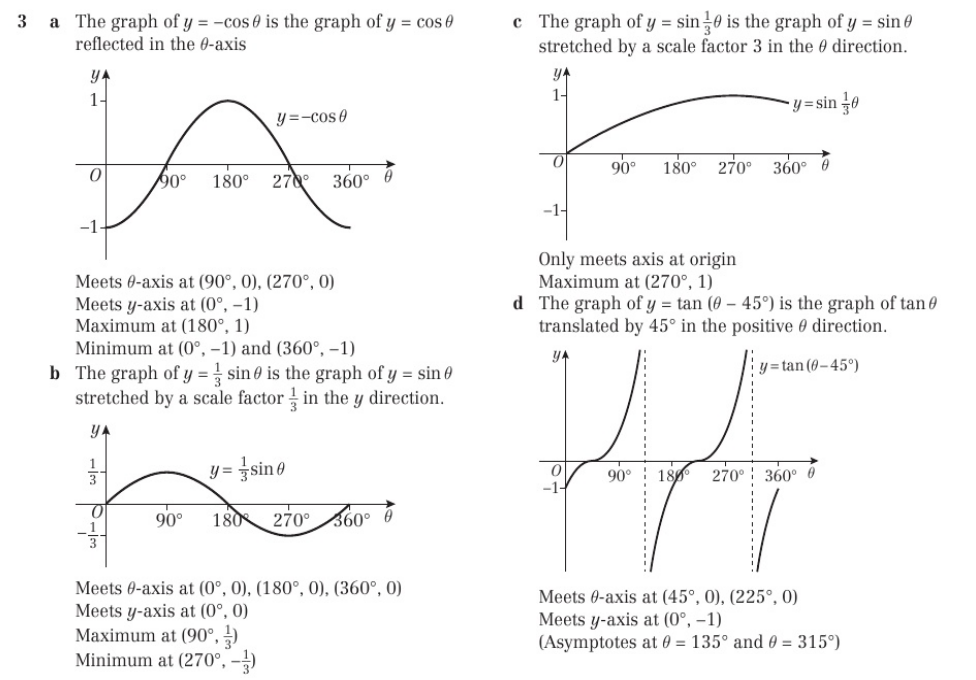 3 a The graph of y = −cos θ is the graph of y = cos θ
reflected in the θ-axis
y
1
y = −cos θ
O
90° 180° 270° 360° θ
−1
Meets θ-axis at (90°, 0), (270°, 0)
Meets y-axis at (0°, −1)
Maximum at (180°, 1)
Minimum at (0°, −1) and (360°, −1)
b The graph of y = 1/3 sin θ is the graph of y = sin θ
stretched by a scale factor 1/3 in the y direction.
y
1/3
y = 1/3 sin θ
O
90° 180° 270° 360° θ
−1/3
Meets θ-axis at (0°, 0), (180°, 0), (360°, 0)
Meets y-axis at (0°, 0)
Maximum at (90°, 1/3)
Minimum at (270°, −1/3)
c The graph of y = sin 1/3 θ is the graph of y = sin θ
stretched by a scale factor 3 in the θ direction.
y
1
y = sin 1/3 θ
O
90° 180° 270° 360° θ
−1
Only meets axis at origin
Maximum at (270°, 1)
d The graph of y = tan (θ − 45°) is the graph of tan θ
translated by 45° in the positive θ direction.
y
y = tan (θ − 45°)
O
90° 180° 270° 360° θ
−1
Meets θ-axis at (45°, 0), (225°, 0)
Meets y-axis at (0°, −1)
(Asymptotes at θ = 135° and θ = 315°)